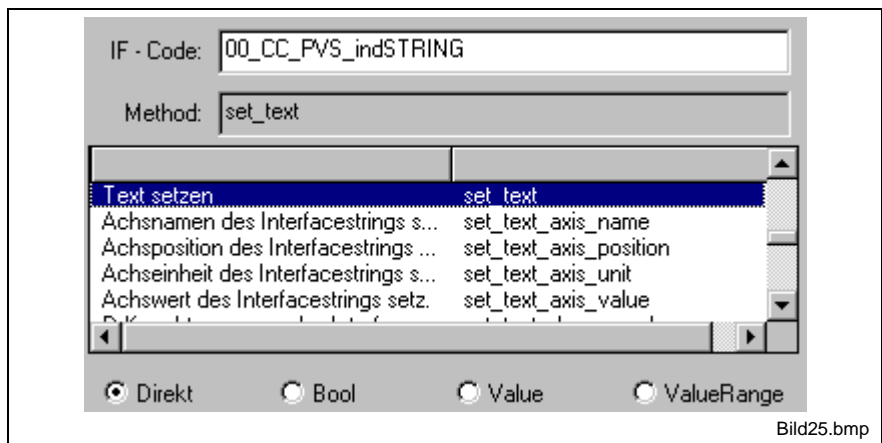 IF - Code: 00_CC_PVS_indSTRING
Method: set_text
Text setzen set_text
Achsnamen des Interfacestrings s... set_text_axis_name
Achsposition des Interfacestrings ... set_text_axis_position
Achseinheit des Interfacestrings s... set_text_axis_unit
Achswert des Interfacestrings setz. set_text_axis_value
Direkt Bool Value ValueRange
Bild25.bmp